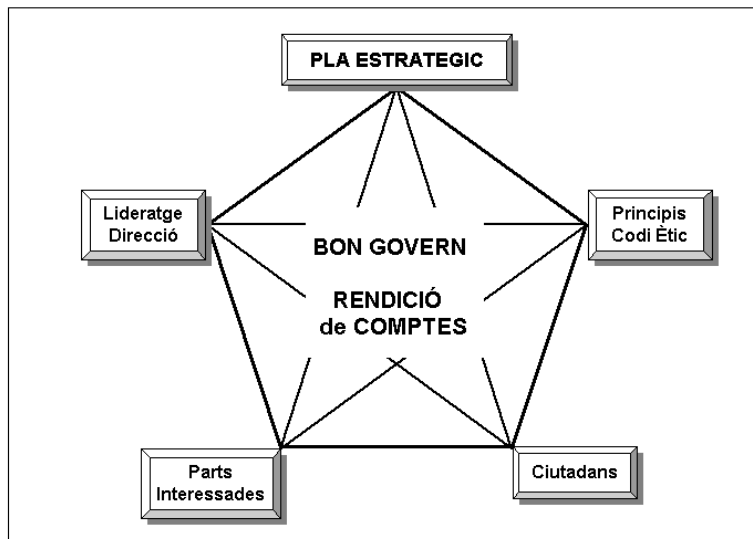 PLA ESTRATEGIC
Lideratge
Direcció
Principis
Codi Ètic
BON GOVERN
RENDICIÓ
de COMPTES
Parts
Interessades
Ciutadans